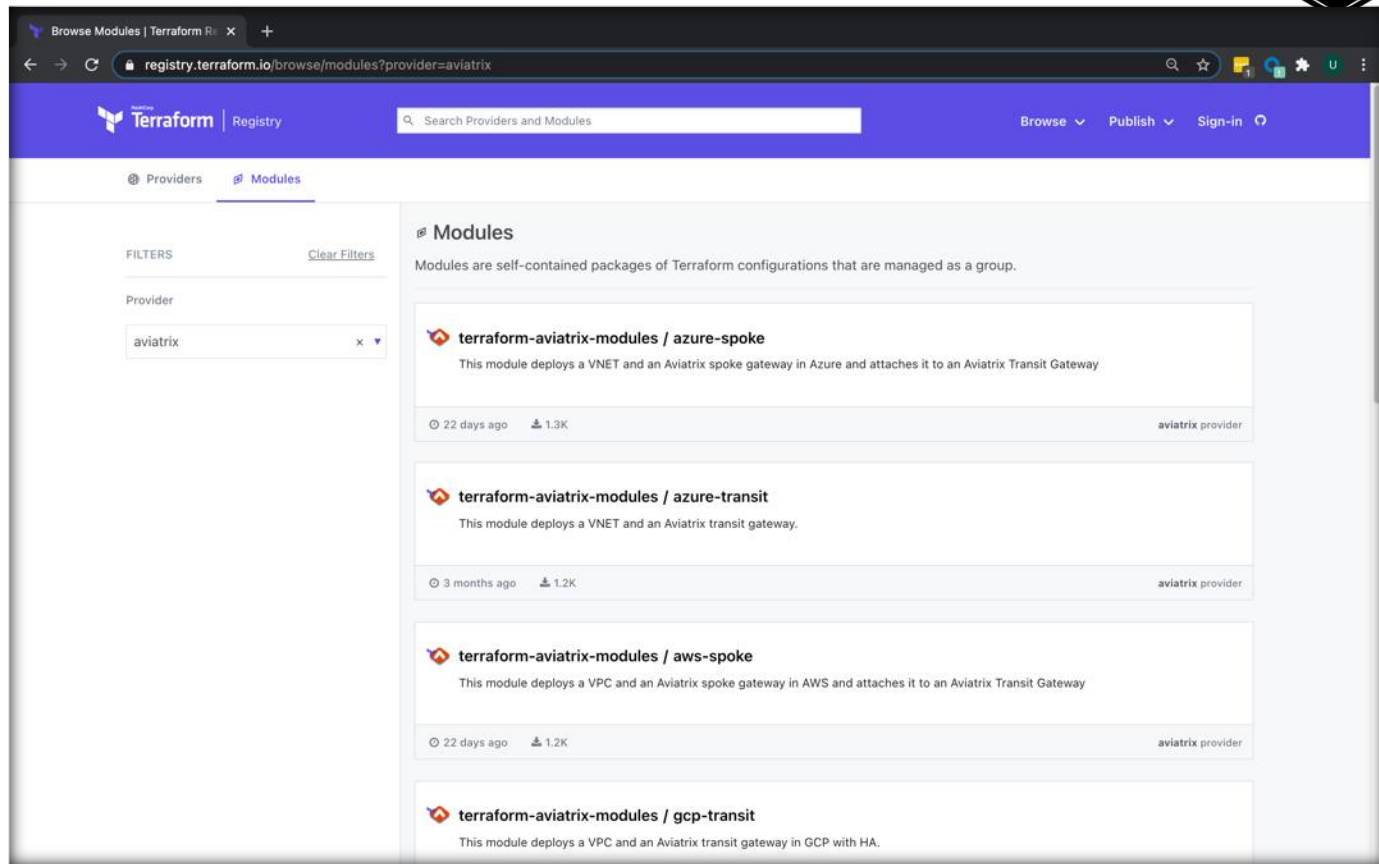 Browse Modules | Terraform Re
registry.terraform.io/browse/modules?provider=aviatrix
1
1
U
HashiCorp
Terraform | Registry
Search Providers and Modules
Browse
Publish
Sign-in
Providers
Modules
FILTERS
Clear Filters
Provider
aviatrix
Modules
Modules are self-contained packages of Terraform configurations that are managed as a group.
terraform-aviatrix-modules / azure-spoke
This module deploys a VNET and an Aviatrix spoke gateway in Azure and attaches it to an Aviatrix Transit Gateway
22 days ago 1.3K aviatrix provider
terraform-aviatrix-modules / azure-transit
This module deploys a VNET and an Aviatrix transit gateway.
3 months ago 1.2K aviatrix provider
terraform-aviatrix-modules / aws-spoke
This module deploys a VPC and an Aviatrix spoke gateway in AWS and attaches it to an Aviatrix Transit Gateway
22 days ago 1.2K aviatrix provider
terraform-aviatrix-modules / gcp-transit
This module deploys a VPC and an Aviatrix transit gateway in GCP with HA.